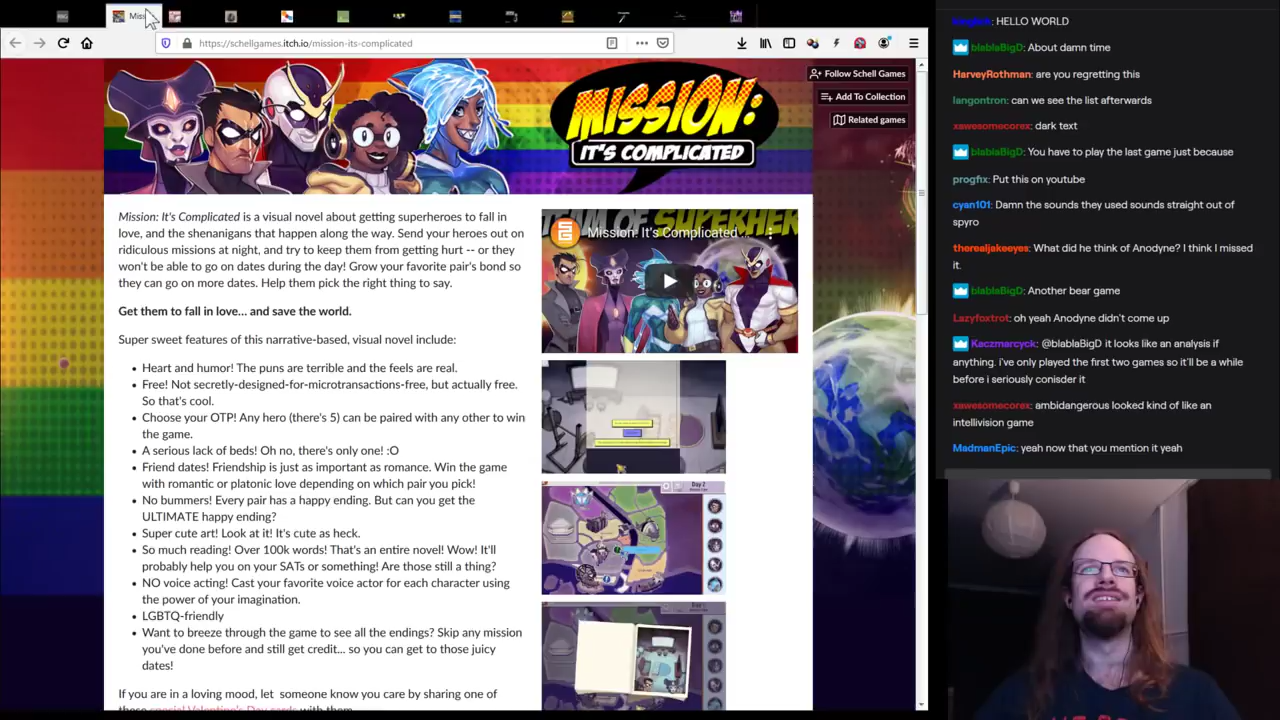 Miss
https://schellgames.itch.io/mission-its-complicated
MISSION:
IT'S COMPLICATED
Follow Schell Games
Add To Collection
Related games
Mission: It's Complicated is a visual novel about getting superheroes to fall in
love, and the shenanigans that happen along the way. Send your heroes out on
ridiculous missions at night, and try to keep them from getting hurt -- or they
won't be able to go on dates during the day! Grow your favorite pair's bond so
they can go on more dates. Help them pick the right thing to say.
Get them to fall in love... and save the world.
Super sweet features of this narrative-based, visual novel include:
• Heart and humor! The puns are terrible and the feels are real.
• Free! Not secretly-designed-for-microtransactions-free, but actually free.
So that's cool.
• Choose your OTP! Any hero (there's 5) can be paired with any other to win
the game.
• A serious lack of beds! Oh no, there's only one! :O
• Friend dates! Friendship is just as important as romance. Win the game
with romantic or platonic love depending on which pair you pick!
• No bummers! Every pair has a happy ending. But can you get the
ULTIMATE happy ending?
• Super cute art! Look at it! It's cute as heck.
• So much reading! Over 100k words! That's an entire novel! Wow! It'll
probably help you on your SATs or something! Are those still a thing?
• NO voice acting! Cast your favorite voice actor for each character using
the power of your imagination.
• LGBTQ-friendly
• Want to breeze through the game to see all the endings? Skip any mission
you've done before and still get credit... so you can get to those juicy
dates!
If you are in a loving mood, let someone know you care by sharing one of
these special Valentine's Day cards with them.
TEAM OF SUPERHER
Mission: It's Complicated ...
Day 2
HELLO WORLD
blablaBigD: About damn time
HarveyRothman: are you regretting this
langontron: can we see the list afterwards
xawesomecorex: dark text
blablaBigD: You have to play the last game just because
progfix: Put this on youtube
cyan101: Damn the sounds they used sounds straight out of
spyro
therealjakeeyes: What did he think of Anodyne? I think I missed
it.
blablaBigD: Another bear game
Lazyfoxtrot: oh yeah Anodyne didn't come up
Kaczmarcyck: @blablaBigD it looks like an analysis if
anything. i've only played the first two games so it'll be a while
before i seriously conisder it
xawesomecorex: ambidangerous looked kind of like an
intellivision game
MadmanEpic: yeah now that you mention it yeah